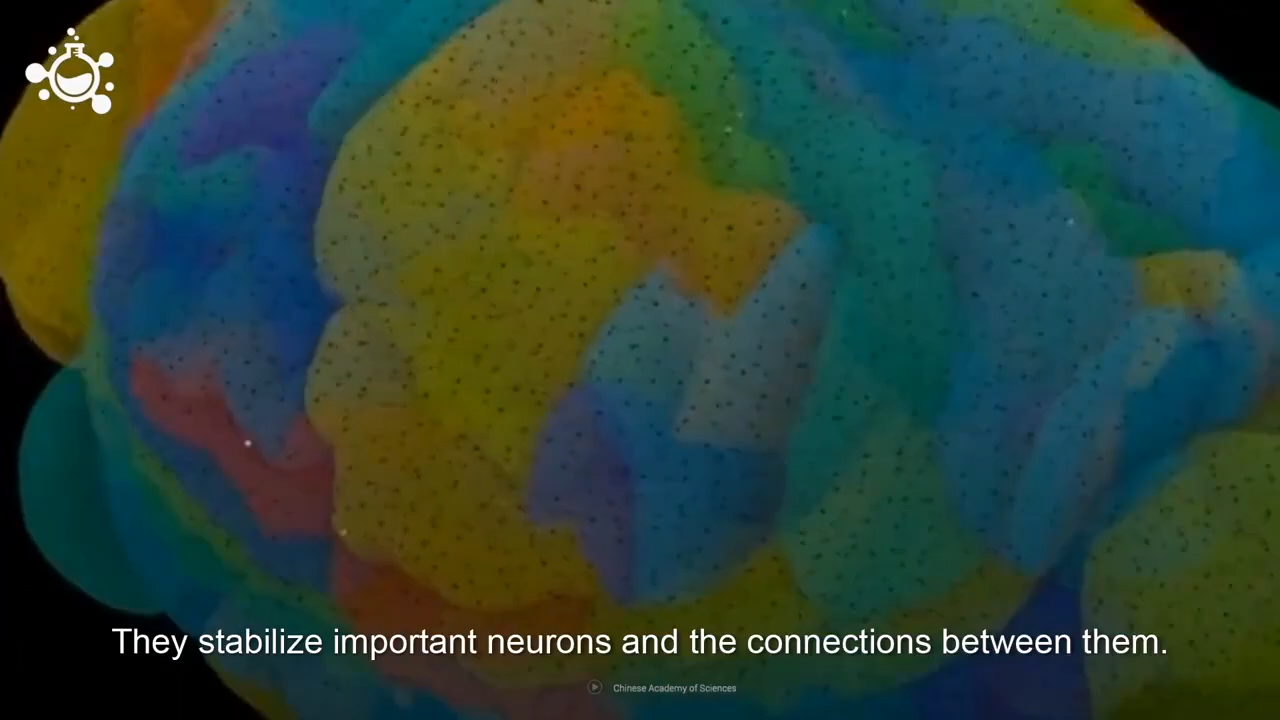 They stabilize important neurons and the connections between them.
Chinese Academy of Sciences